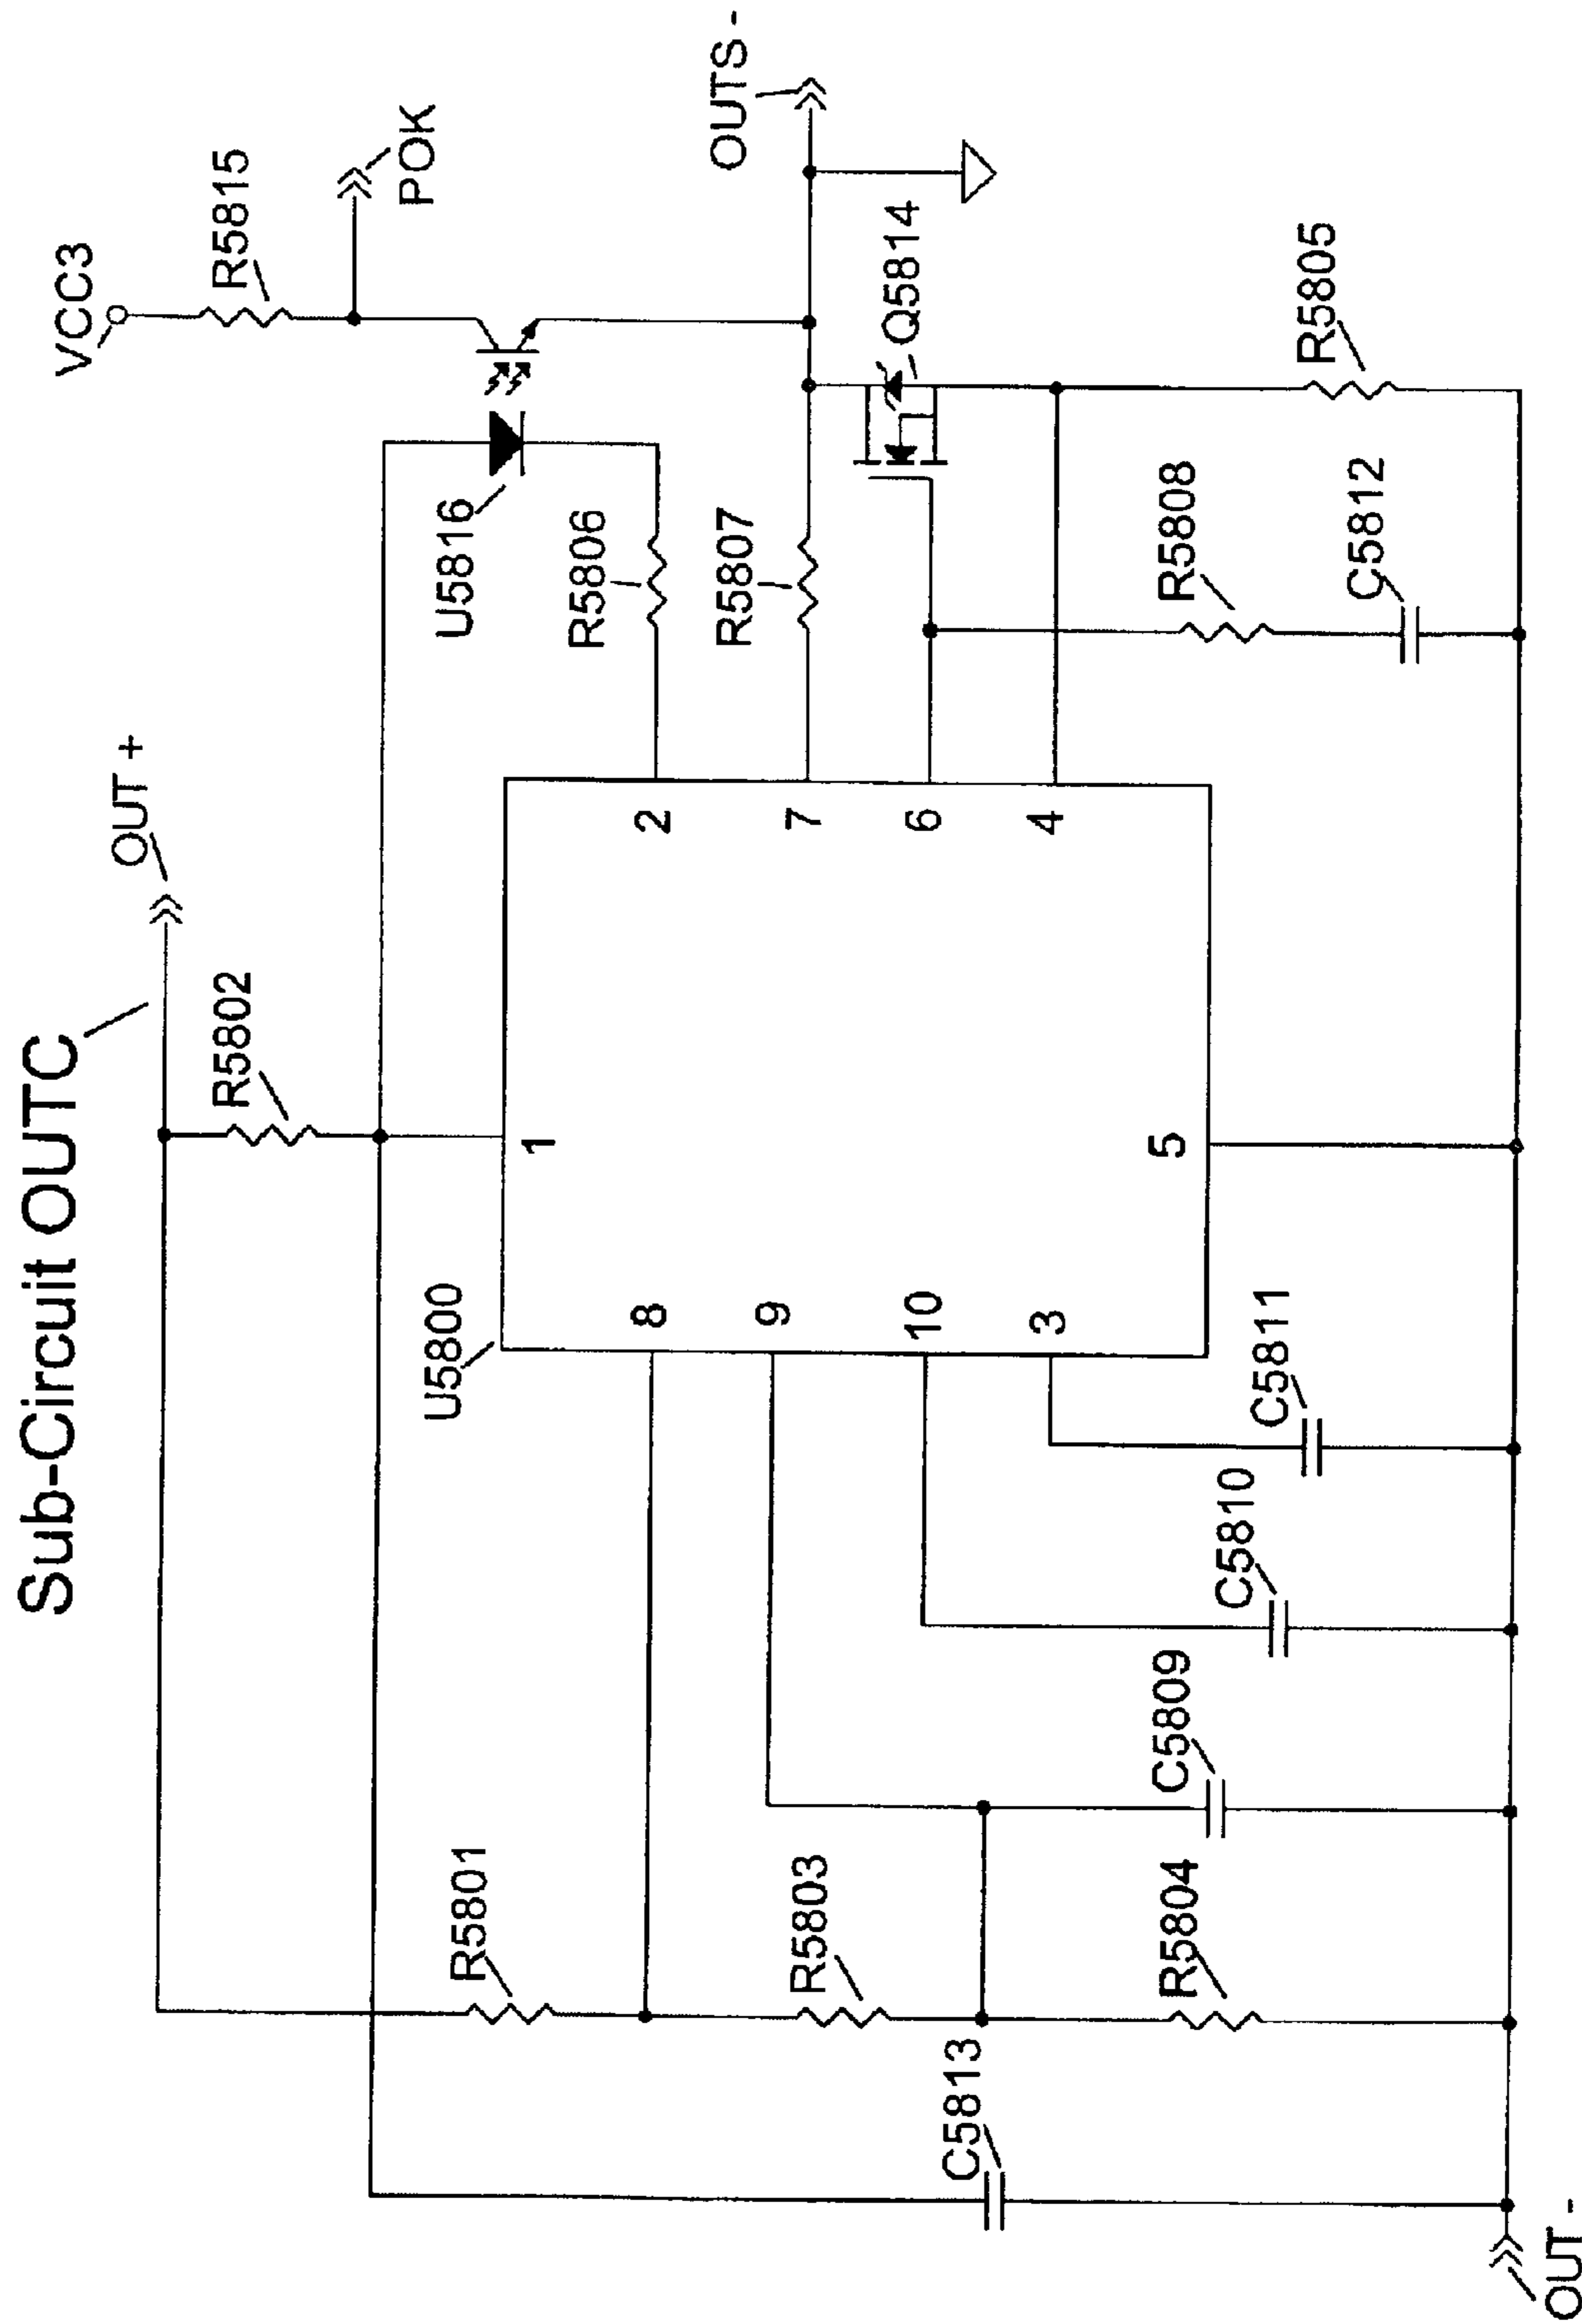 Sub-Circuit OUTC
OUT +
VCC3
R5802
R5815
POK
U5800
U5816
R5801
R5806
OUTS -
R5807
1
8
9
10
3
2
7
6
4
5
Q5814
R5803
C5813
R5804
C5809
C5810
C5811
R5808
R5805
C5812
OUT -